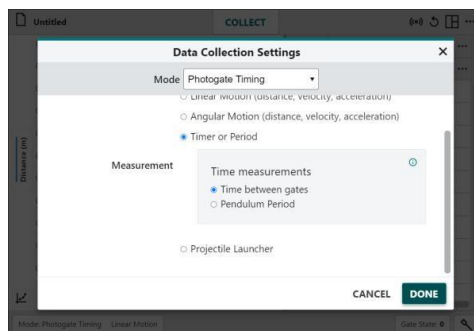 Untitled
COLLECT
Data Collection Settings
Mode Photogate Timing
Linear Motion (distance, velocity, acceleration)
Angular Motion (distance, velocity, acceleration)
Timer or Period
Measurement
Time measurements
Time between gates
Pendulum Period
Projectile Launcher
CANCEL DONE
Distance (m)
Mode: Photogate Timing Linear Motion Gate State: 0